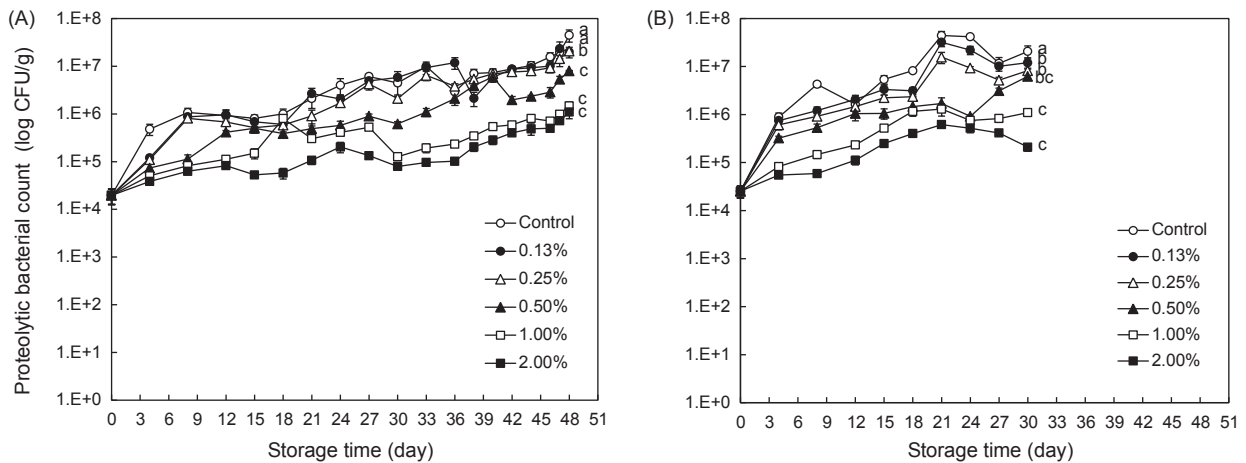 (A)
Proteolytic bacterial count (log CFU/g)
1.E+8
1.E+7
1.E+6
1.E+5
1.E+4
1.E+3
1.E+2
1.E+1
1.E+0
a
a
b
c
c
c
Control
0.13%
0.25%
0.50%
1.00%
2.00%
0 3 6 9 12 15 18 21 24 27 30 33 36 39 42 45 48 51
Storage time (day)
(B)
1.E+8
1.E+7
1.E+6
1.E+5
1.E+4
1.E+3
1.E+2
1.E+1
1.E+0
a
b
b
bc
c
c
Control
0.13%
0.25%
0.50%
1.00%
2.00%
0 3 6 9 12 15 18 21 24 27 30 33 36 39 42 45 48 51
Storage time (day)